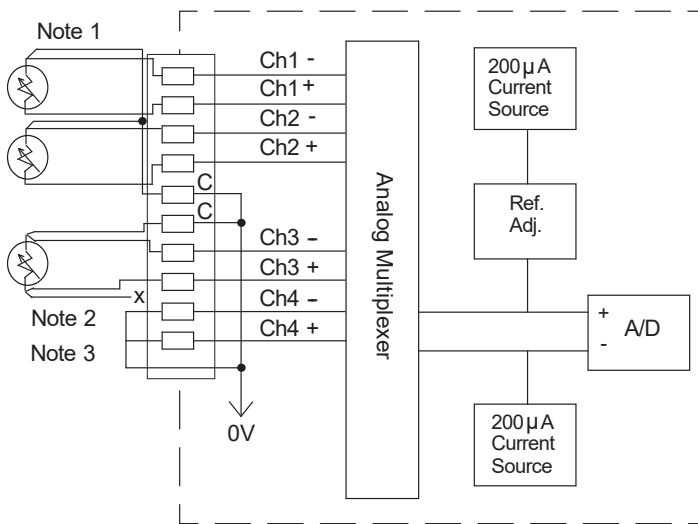 Note 1
Ch1 -
Ch1 +
Ch2 -
Ch2 +
C
C
Ch3 -
Ch3 +
Ch4 -
Ch4 +
x
Note 2
Note 3
0V
Analog Multiplexer
200µA
Current
Source
Ref.
Adj.
+
-
A/D
200µA
Current
Source